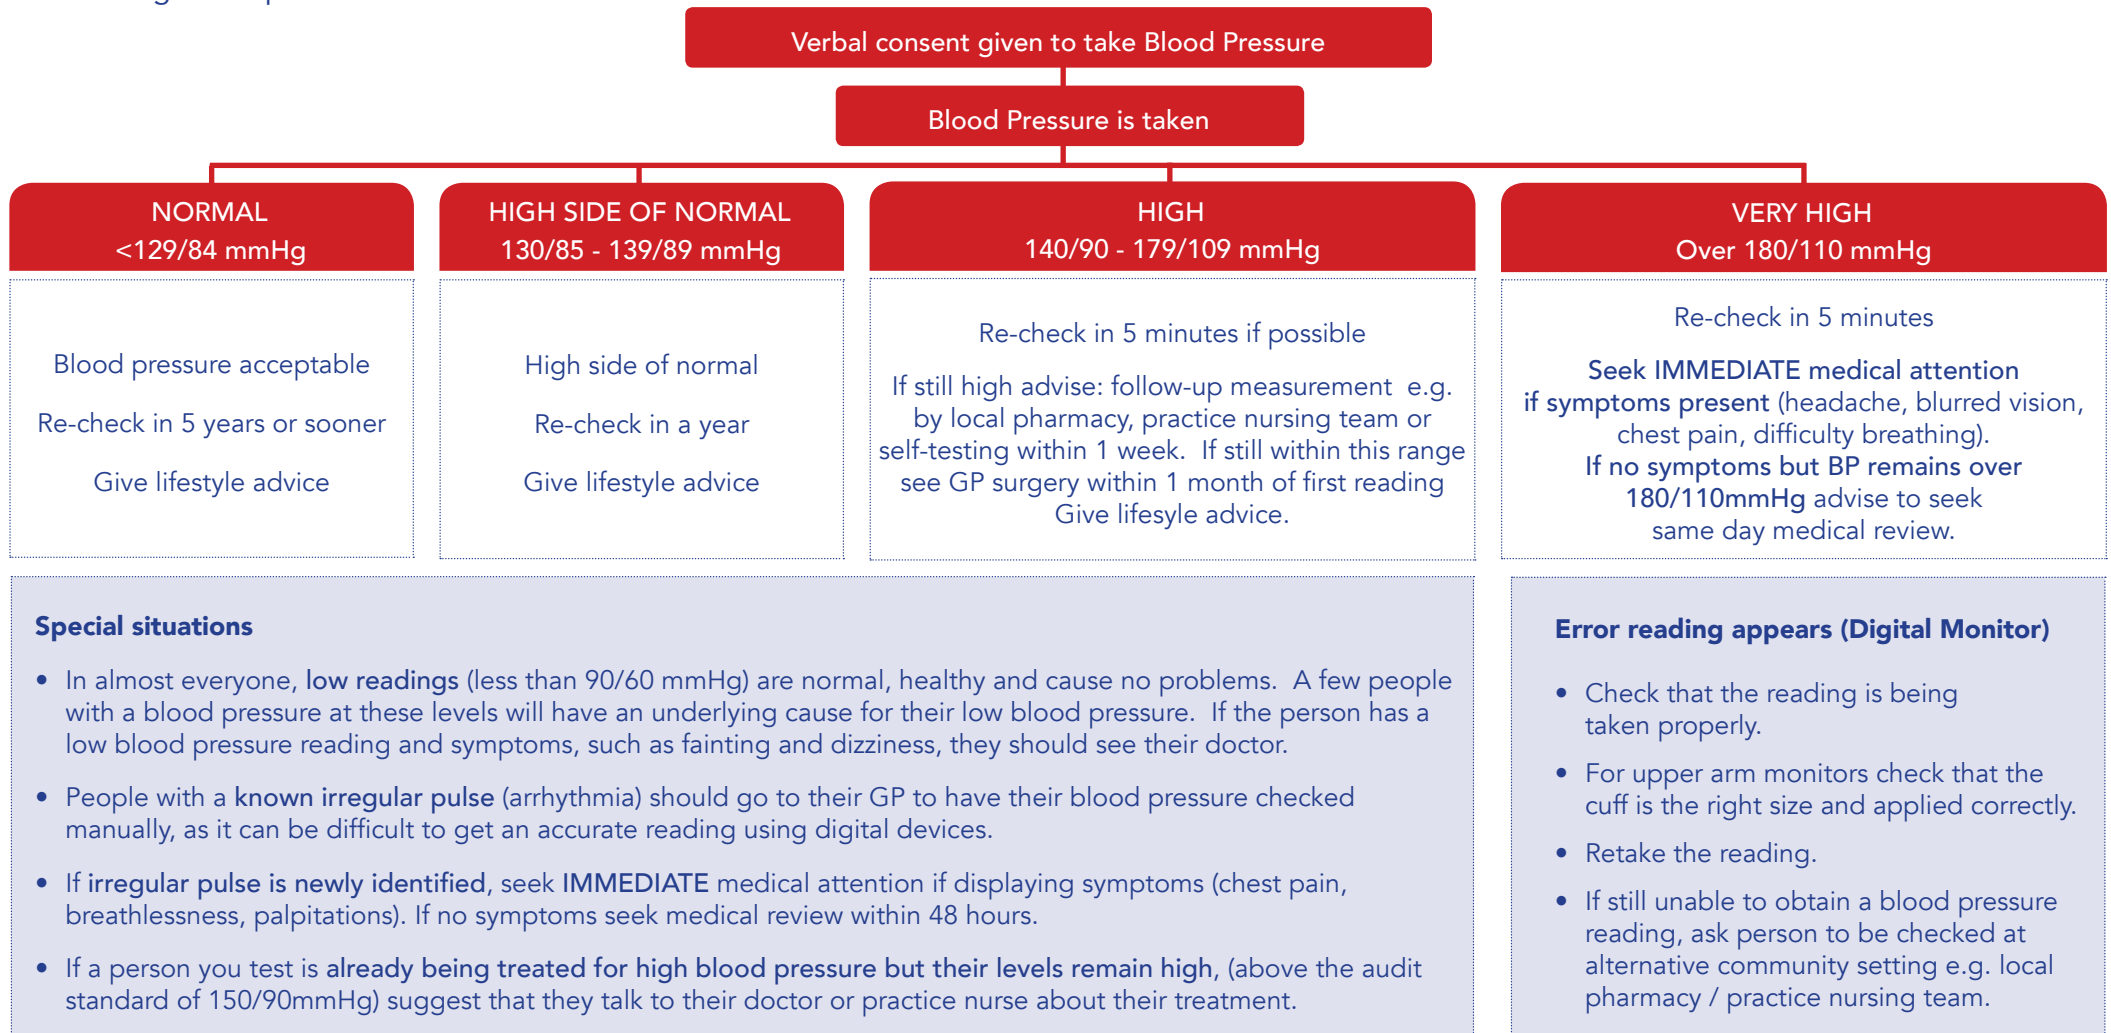 Verbal consent given to take Blood Pressure
Blood Pressure is taken
NORMAL
<129/84 mmHg
Blood pressure acceptable
Re-check in 5 years or sooner
Give lifestyle advice
HIGH SIDE OF NORMAL
130/85 - 139/89 mmHg
High side of normal
Re-check in a year
Give lifestyle advice
HIGH
140/90 - 179/109 mmHg
Re-check in 5 minutes if possible
If still high advise: follow-up measurement e.g.
by local pharmacy, practice nursing team or
self-testing within 1 week. If still within this range
see GP surgery within 1 month of first reading
Give lifesyle advice.
VERY HIGH
Over 180/110 mmHg
Re-check in 5 minutes
Seek IMMEDIATE medical attention
if symptoms present (headache, blurred vision,
chest pain, difficulty breathing).
If no symptoms but BP remains over
180/110mmHg advise to seek
same day medical review.
Special situations
• In almost everyone, low readings (less than 90/60 mmHg) are normal, healthy and cause no problems. A few people
with a blood pressure at these levels will have an underlying cause for their low blood pressure. If the person has a
low blood pressure reading and symptoms, such as fainting and dizziness, they should see their doctor.
• People with a known irregular pulse (arrhythmia) should go to their GP to have their blood pressure checked
manually, as it can be difficult to get an accurate reading using digital devices.
• If irregular pulse is newly identified, seek IMMEDIATE medical attention if displaying symptoms (chest pain,
breathlessness, palpitations). If no symptoms seek medical review within 48 hours.
• If a person you test is already being treated for high blood pressure but their levels remain high, (above the audit
standard of 150/90mmHg) suggest that they talk to their doctor or practice nurse about their treatment.
Error reading appears (Digital Monitor)
• Check that the reading is being
taken properly.
• For upper arm monitors check that the
cuff is the right size and applied correctly.
• Retake the reading.
• If still unable to obtain a blood pressure
reading, ask person to be checked at
alternative community setting e.g. local
pharmacy / practice nursing team.